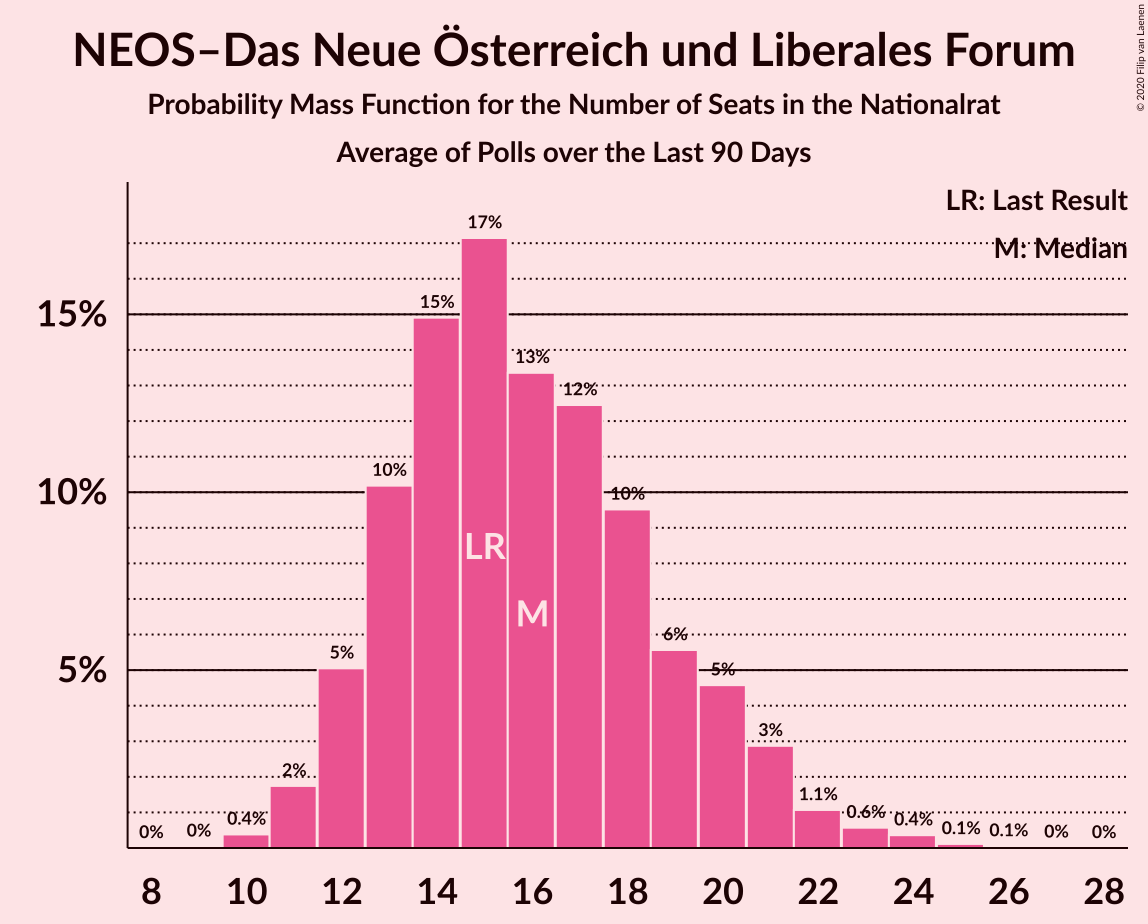 NEOS–Das Neue Österreich und Liberales Forum
Probability Mass Function for the Number of Seats in the Nationalrat
Average of Polls over the Last 90 Days
© 2020 Filip van Laenen
LR: Last Result
M: Median
17%
15%
15%
13%
12%
10%
10%
10%
LR
M
6%
5%
5%
5%
3%
2%
1.1%
0.6%
0.4%
0.4%
0.1%
0.1%
0%
0%
0%
0%
8 10 12 14 16 18 20 22 24 26 28